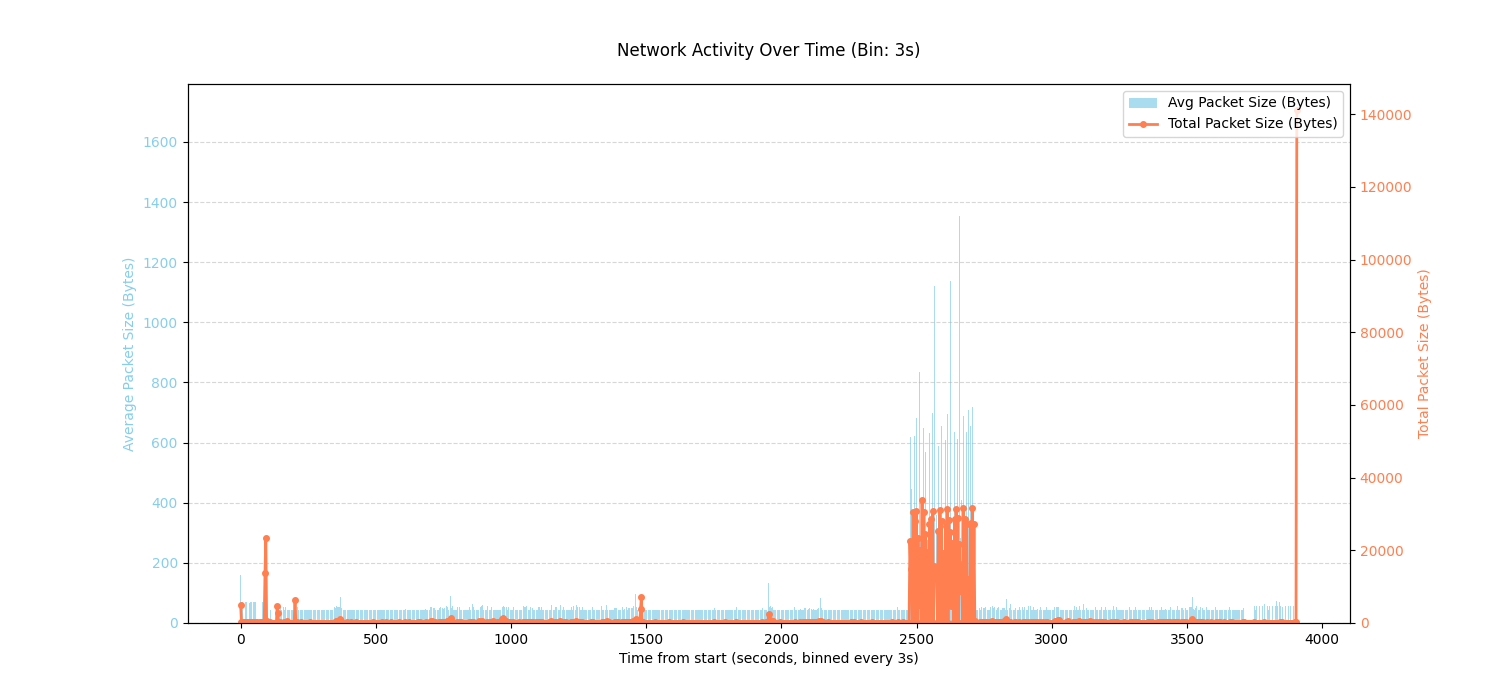 Network Activity Over Time (Bin: 3s)
Avg Packet Size (Bytes)
Total Packet Size (Bytes)
Average Packet Size (Bytes)
1600
1400
1200
1000
800
600
400
200
0
140000
120000
100000
80000
60000
40000
20000
0
Total Packet Size (Bytes)
0 500 1000 1500 2000 2500 3000 3500 4000
Time from start (seconds, binned every 3s)